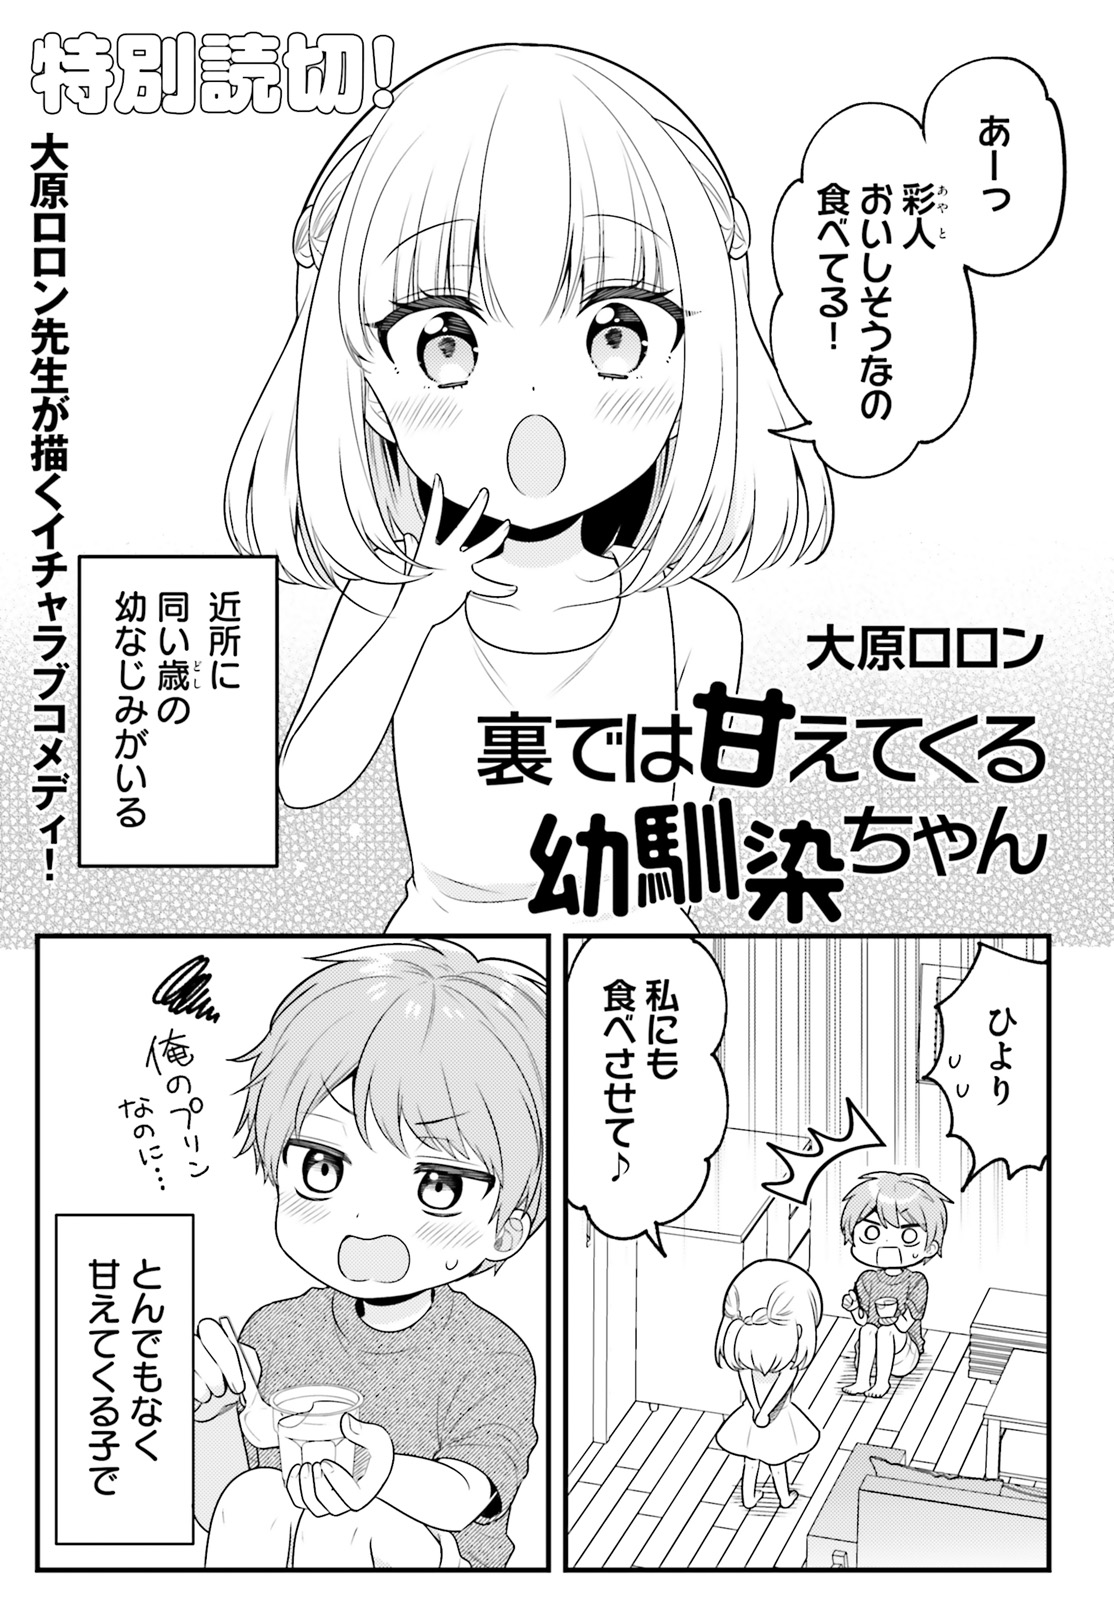 特別読切!
大原ロロン先生が描くイチャラブコメディ!
あーっ
彩人
あやと
おいしそうなの
食べてる!
近所に
同い歳の
どし
幼なじみがいる
大原ロロン
裏では甘えてくる
幼馴染ちゃん
ひより
私にも
食べさせて♪
俺のプリン
なのに…
とんでもなく
甘えてくる子で